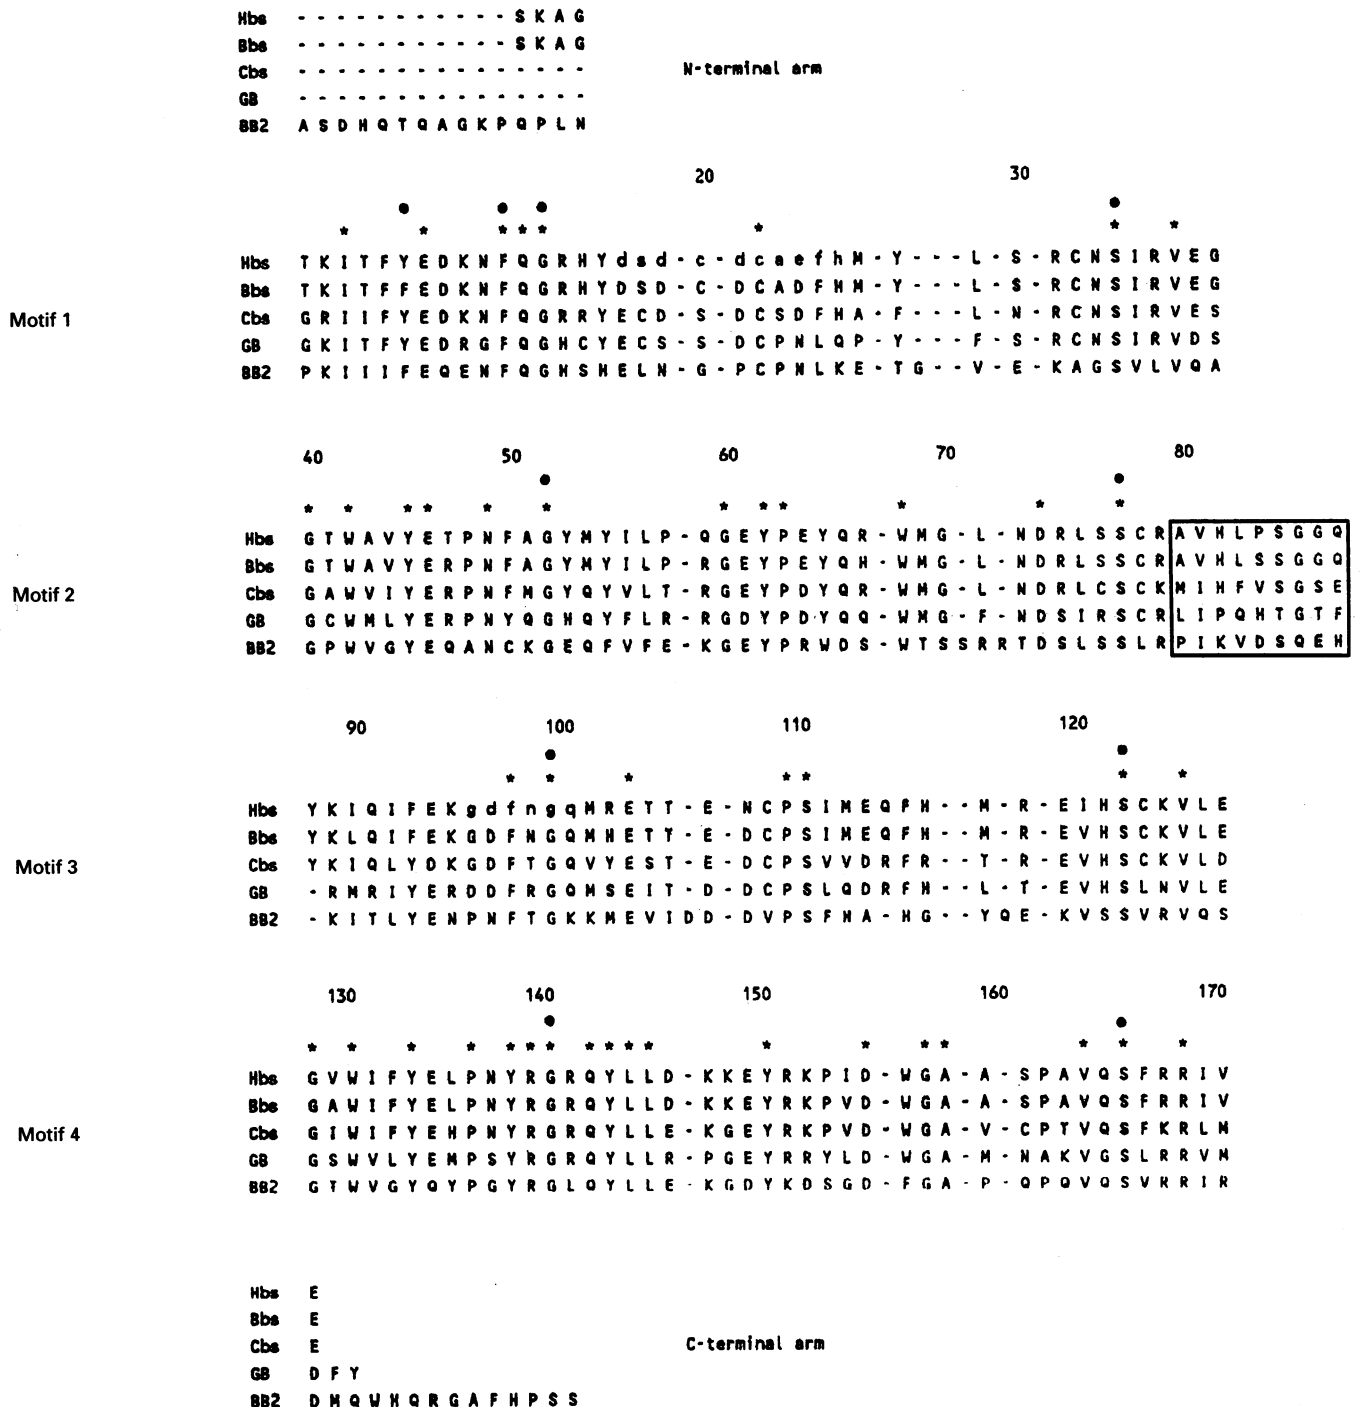 Hbs - - - - - - - - - - - S K A G
Bbs - - - - - - - - - - - S K A G
Cbs - - - - - - - - - - - - - - - N-terminal arm
GB - - - - - - - - - - - - - - -
BB2 A S D H Q T Q A G K P Q P L N
20 30
● ● ● ●
* * * * * * * *
Hbs T K I T F Y E D K N F Q G R H Y d s d - c - d c a e f h M - Y - - - L - S - R C N S I R V E G
Bbs T K I T F F E D K N F Q G R H Y D S D - C - D C A D F H M - Y - - - L - S - R C N S I R V E G
Motif 1 Cbs G R I I F Y E D K N F Q G R R Y E C D - S - D C S D F H A - F - - - L - N - R C N S I R V E S
GB G K I T F Y E D R G F Q G H C Y E C S - S - D C P N L Q P - Y - - - F - S - R C N S I R V D S
BB2 P K I I I F E Q E N F Q G H S H E L N - G - P C P N L K E - T G - - V - E - K A G S V L V Q A
40 50 60 70 80
● ●
* * * * * * * * * * * *
Hbs G T W A V Y E T P N F A G Y M Y I L P - Q G E Y P E Y Q R - W M G - L - N D R L S S C R A V H L P S G G Q
Bbs G T W A V Y E R P N F A G Y M Y I L P - R G E Y P E Y Q H - W M G - L - N D R L S S C R A V H L S S G G Q
Motif 2 Cbs G A W V I Y E R P N F M G Y Q Y V L T - R G E Y P D Y Q R - W M G - L - N D R L C S C K M I H F V S G S E
GB G C W M L Y E R P N Y Q G H Q Y F L R - R G D Y P D Y Q Q - W M G - F - N D S I R S C R L I P Q H T G T F
BB2 G P W V G Y E Q A N C K G E Q F V F E - K G E Y P R W D S - W T S S R R T D S L S S L R P I K V D S Q E H
90 100 110 120
● ●
* * * * * * *
Hbs Y K I Q I F E K g d f n g q M R E T T - E - N C P S I M E Q F H - - M - R - E I H S C K V L E
Bbs Y K L Q I F E K G D F N G Q M H E T T - E - D C P S I M E Q F H - - M - R - E V H S C K V L E
Motif 3 Cbs Y K I Q L Y D K G D F T G Q V Y E S T - E - D C P S V V D R F R - - T - R - E V H S C K V L D
GB - R M R I Y E R D D F R G Q M S E I T - D - D C P S L Q D R F H - - L - T - E V H S L N V L E
BB2 - K I T L Y E N P N F T G K K M E V I D D - D V P S F H A - H G - - Y Q E - K V S S V R V Q S
130 140 150 160 170
● ●
* * * * * * * * * * * * * * * * * *
Hbs G V W I F Y E L P N Y R G R Q Y L L D - K K E Y R K P I D - W G A - A - S P A V Q S F R R I V
Bbs G A W I F Y E L P N Y R G R Q Y L L D - K K E Y R K P V D - W G A - A - S P A V Q S F R R I V
Motif 4 Cbs G I W I F Y E H P N Y R G R Q Y L L E - K G E Y R K P V D - W G A - V - C P T V Q S F K R L M
GB G S W V L Y E M P S Y R G R Q Y L L R - P G E Y R R Y L D - W G A - M - N A K V G S L R R V M
BB2 G T W V G Y Q Y P G Y R G L Q Y L L E - K G D Y K D S G D - F G A - P - Q P Q V Q S V R R I R
Hbs E
Bbs E
Cbs E C-terminal arm
GB D F Y
BB2 D M Q W H Q R G A F H P S S